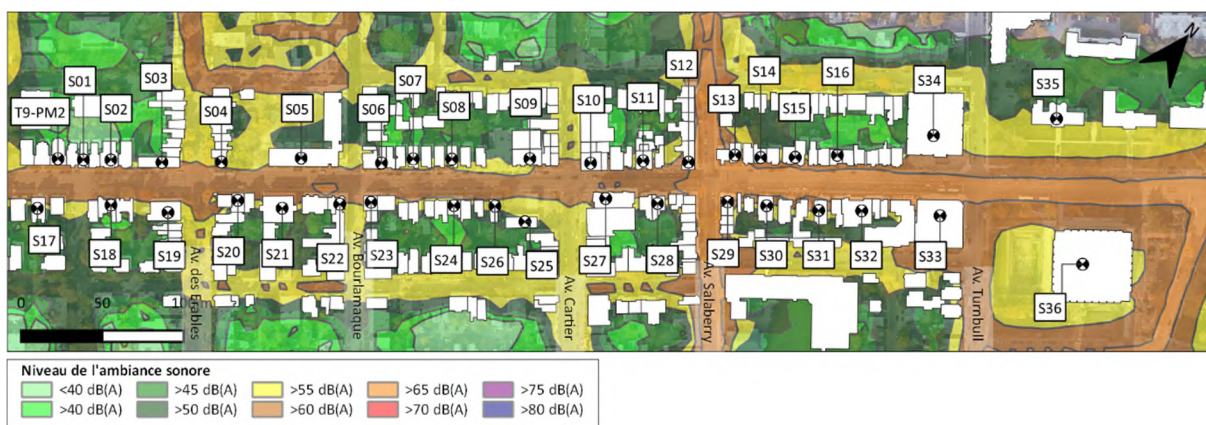 N
S12
S01
S03
S07
S14
S16
S34
S35
T9-PM2
S02
S04
S05
S06
S08
S09
S10
S11
S13
S15
S17
S18
S19
S20
S21
S22
S23
S24
S26
S25
S27
S28
S29
S30
S31
S32
S33
S36
Av. des Érables
Av. Bourlamaque
Av. Cartier
Av. Salaberry
Av. Turnbull
0 50
Niveau de l'ambiance sonore
<40 dB(A) >45 dB(A) >55 dB(A) >65 dB(A) >75 dB(A)
>40 dB(A) >50 dB(A) >60 dB(A) >70 dB(A) >80 dB(A)